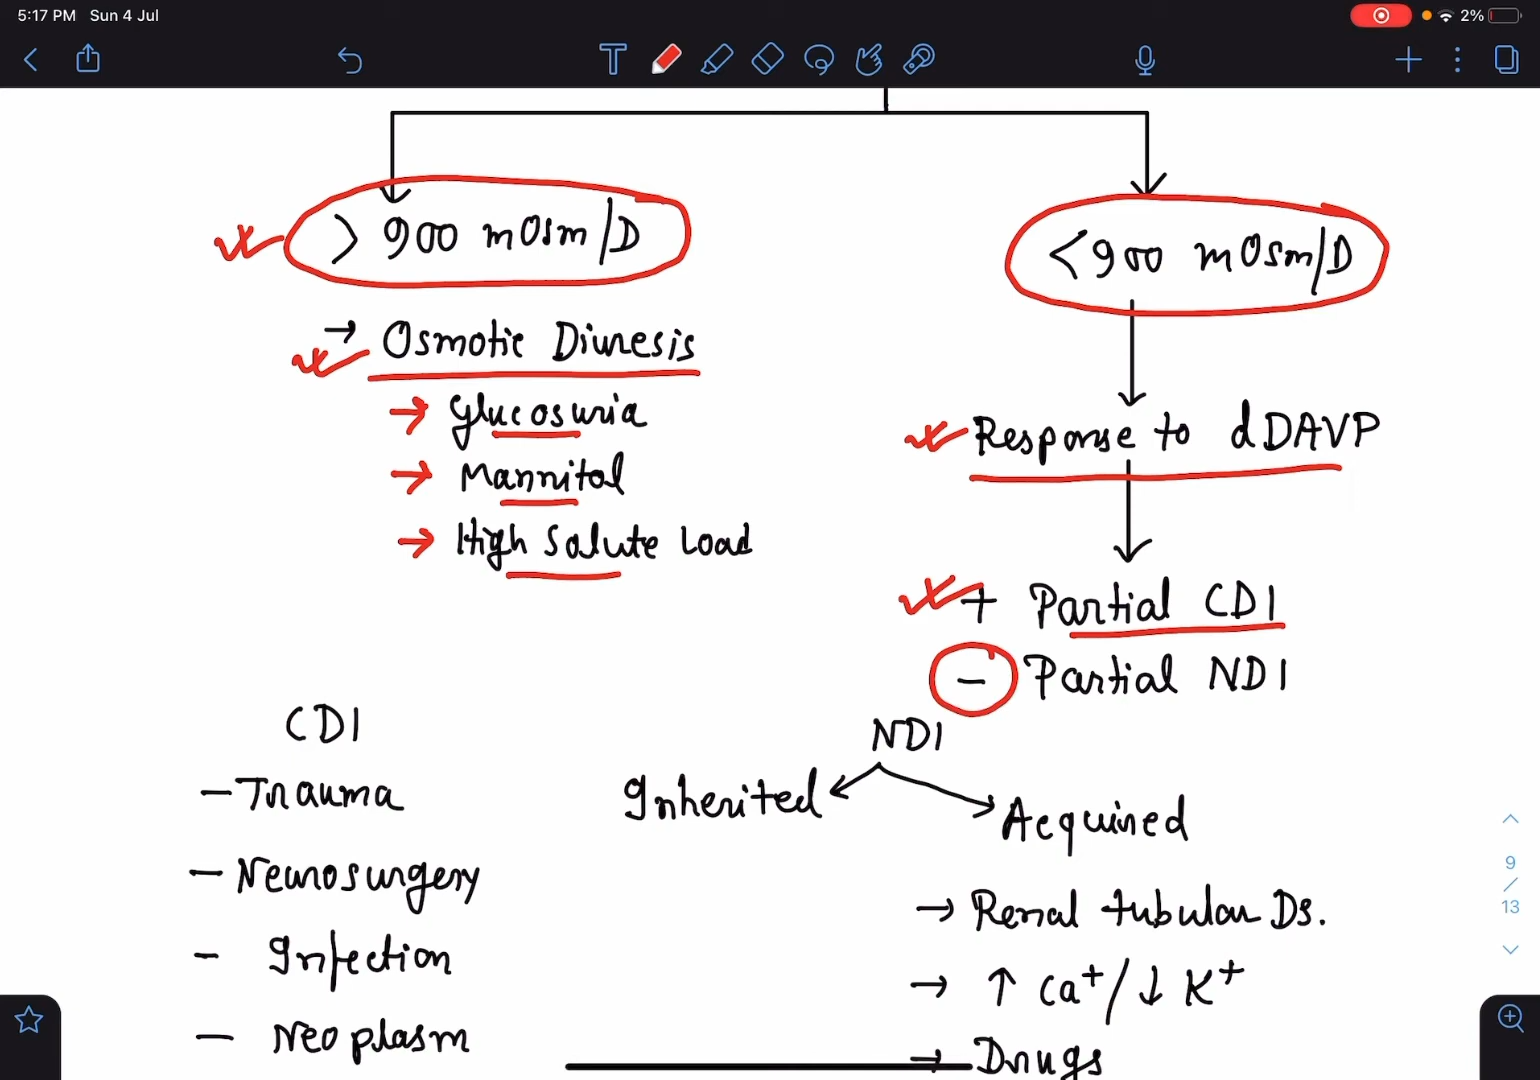 5:17 PM Sun 4 Jul
2%
> 900 mOsm/D
< 900 mOsm/D
→ Osmotic Diuresis
→ Glucosuria
→ Mannitol
→ High Solute Load
Response to dDAVP
+ Partial CDI
- Partial NDI
CDI
- Trauma
- Neurosurgery
- Infection
- Neoplasm
NDI
Inherited
Acquired
→ Renal tubular Ds.
→ ↑ Ca+/↓ K+
→ Drugs
9
/
13